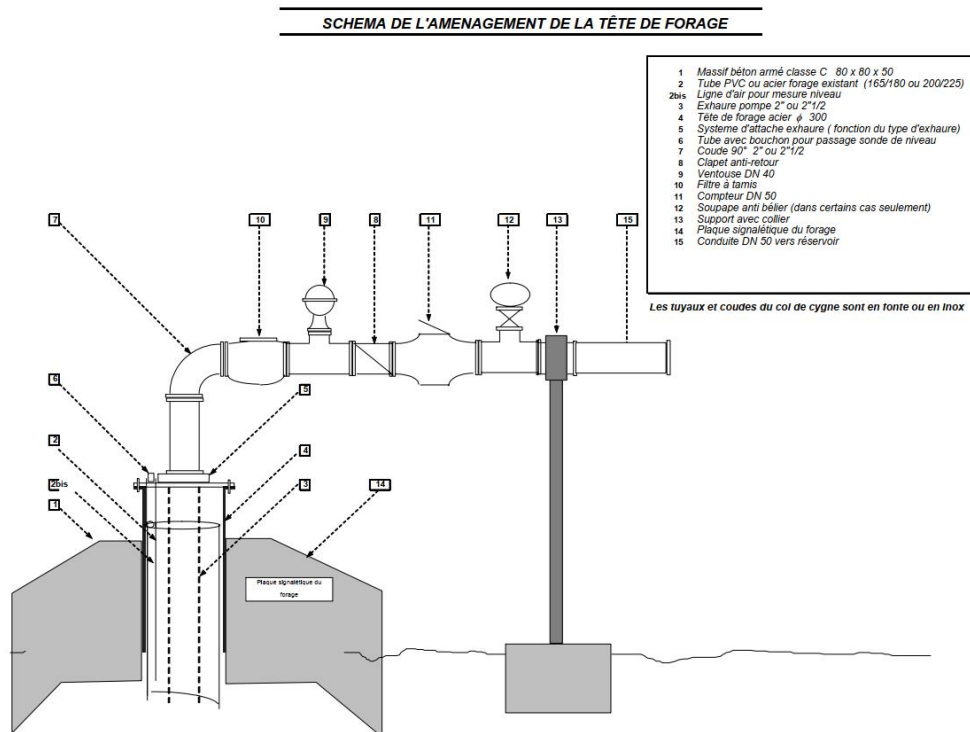 SCHEMA DE L'AMENAGEMENT DE LA TÊTE DE FORAGE
1 Massif béton armé classe C 80 x 80 x 50
2 Tube PVC ou acier forage existant (165/180 ou 200/225)
2bis Ligne d'air pour mesure niveau
3 Exhaure pompe 2" ou 2"1/2
4 Tête de forage acier ϕ 300
5 Systeme d'attache exhaure ( fonction du type d'exhaure)
6 Tube avec bouchon pour passage sonde de niveau
7 Coude 90° 2" ou 2"1/2
8 Clapet anti-retour
9 Ventouse DN 40
10 Filtre à tamis
11 Compteur DN 50
12 Soupape anti bélier (dans certains cas seulement)
13 Support avec collier
14 Plaque signalétique du forage
15 Conduite DN 50 vers réservoir
Les tuyaux et coudes du col de cygne sont en fonte ou en Inox
7
10
9
8
11
12
13
15
6
5
2
4
2bis
3
14
1
Plaque signalétique du
forage